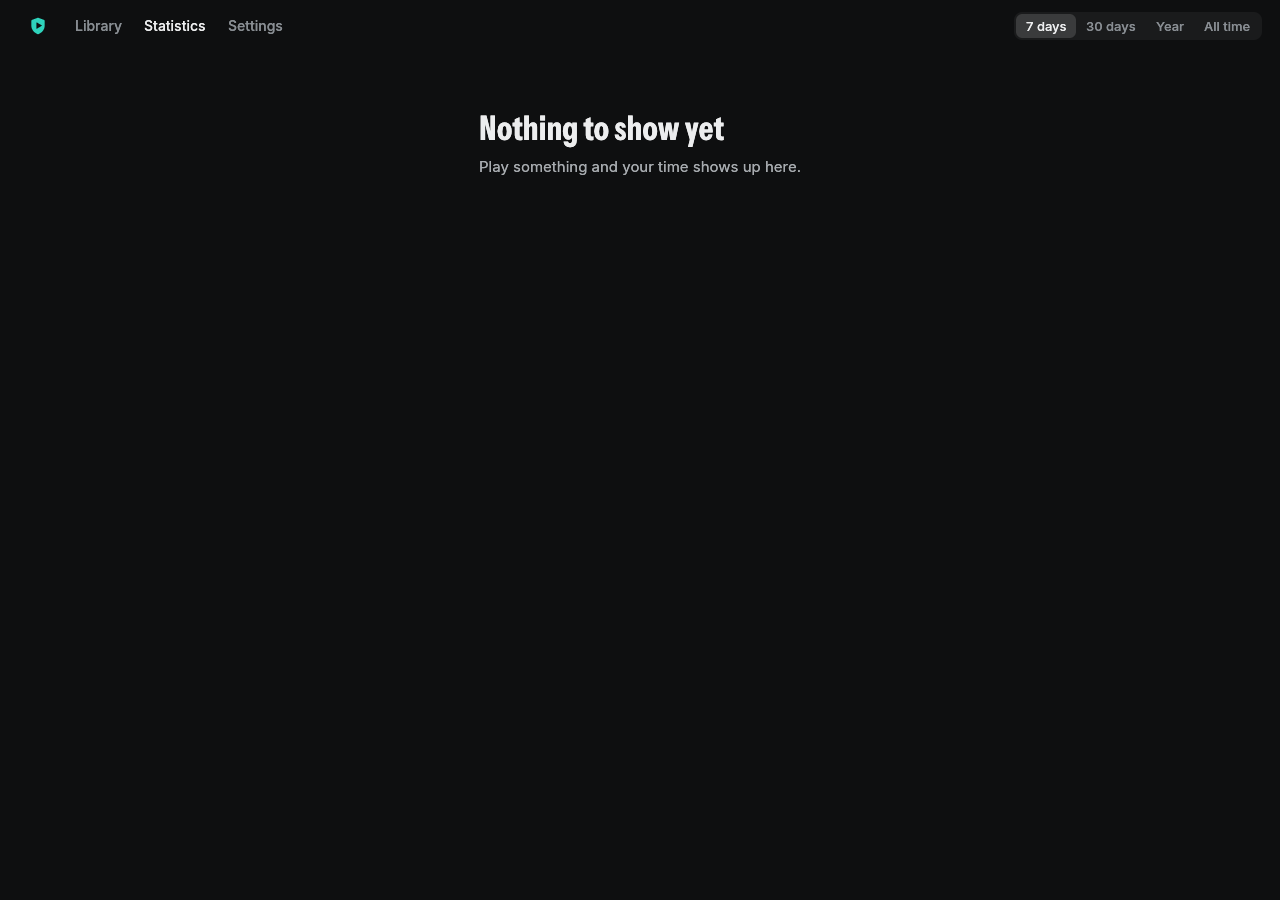 Library Statistics Settings 7 days 30 days Year All time
Nothing to show yet
Play something and your time shows up here.